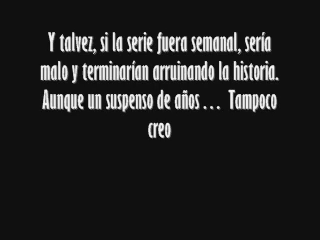 Y talvez, si la serie fuera semanal, sería
malo y terminarían arruinando la historia.
Aunque un suspenso de años . . .  Tampoco
creo